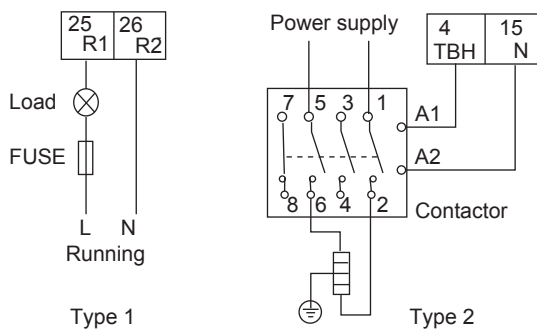 25 26
R1 R2
Load
FUSE
L N
Running
Type 1
Power supply
4 15
TBH N
7 5 3 1
A1
A2
8 6 4 2
Contactor
Type 2